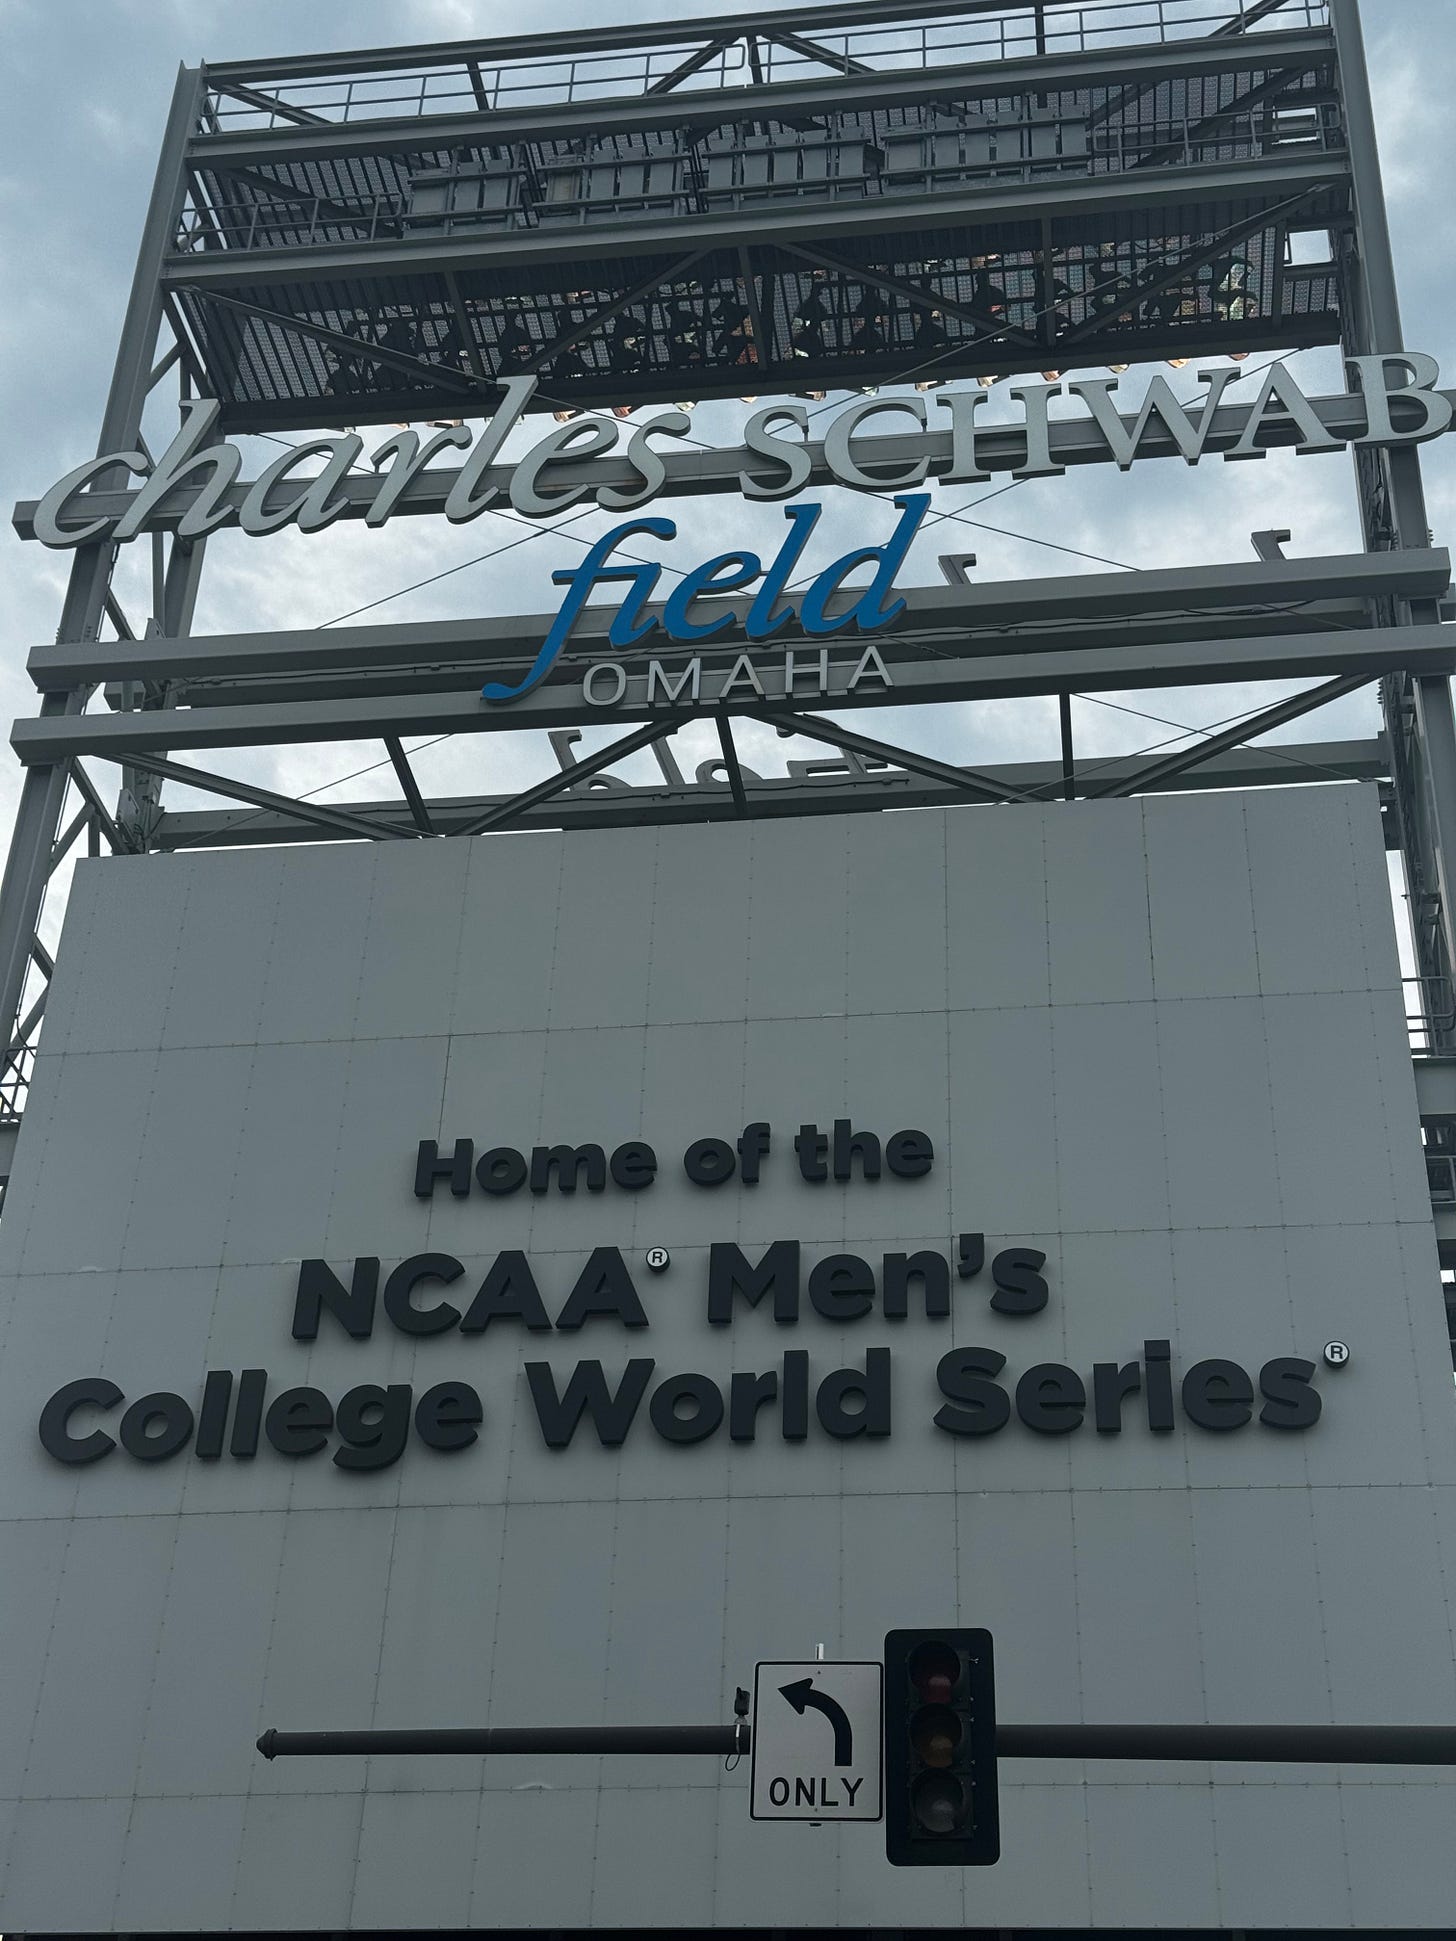 charles SCHWAB
field
OMAHA
Home of the
NCAA® Men's
College World Series®
ONLY